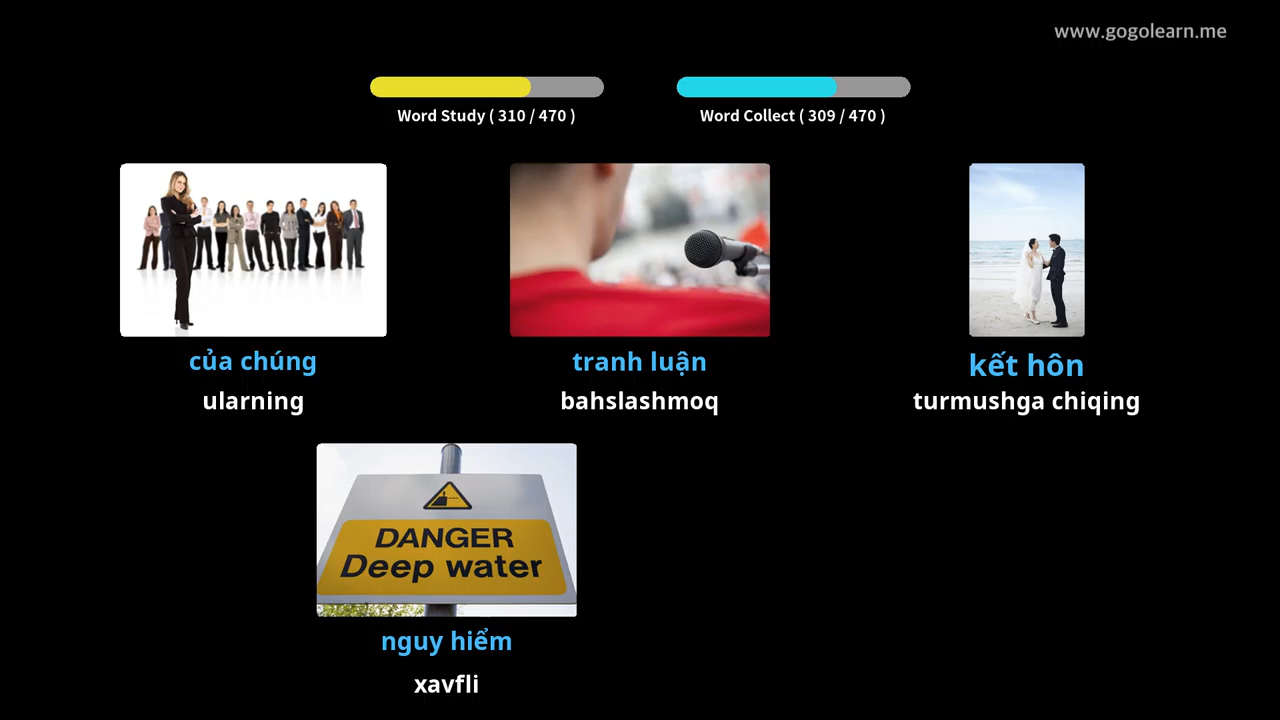 www.gogolearn.me
Word Study ( 310 / 470 )
Word Collect ( 309 / 470 )
của chúng
ularning
tranh luận
bahslashmoq
kết hôn
turmushga chiqing
DANGER
Deep water
nguy hiểm
xavfli